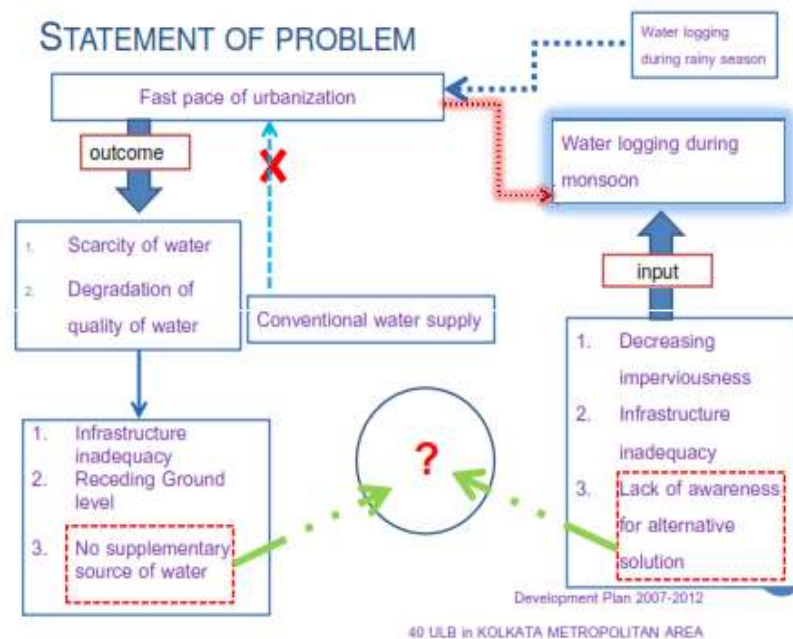 STATEMENT OF PROBLEM
Water logging
during rainy season
Fast pace of urbanization
outcome
Water logging during
monsoon
1. Scarcity of water
2. Degradation of
quality of water
Conventional water supply
input
1. Decreasing
imperviousness
2. Infrastructure
inadequacy
3. Lack of awareness
for alternative
solution
1. Infrastructure
inadequacy
2. Receding Ground
level
3. No supplementary
source of water
?
Development Plan 2007-2012
40 ULB in KOLKATA METROPOLITAN AREA